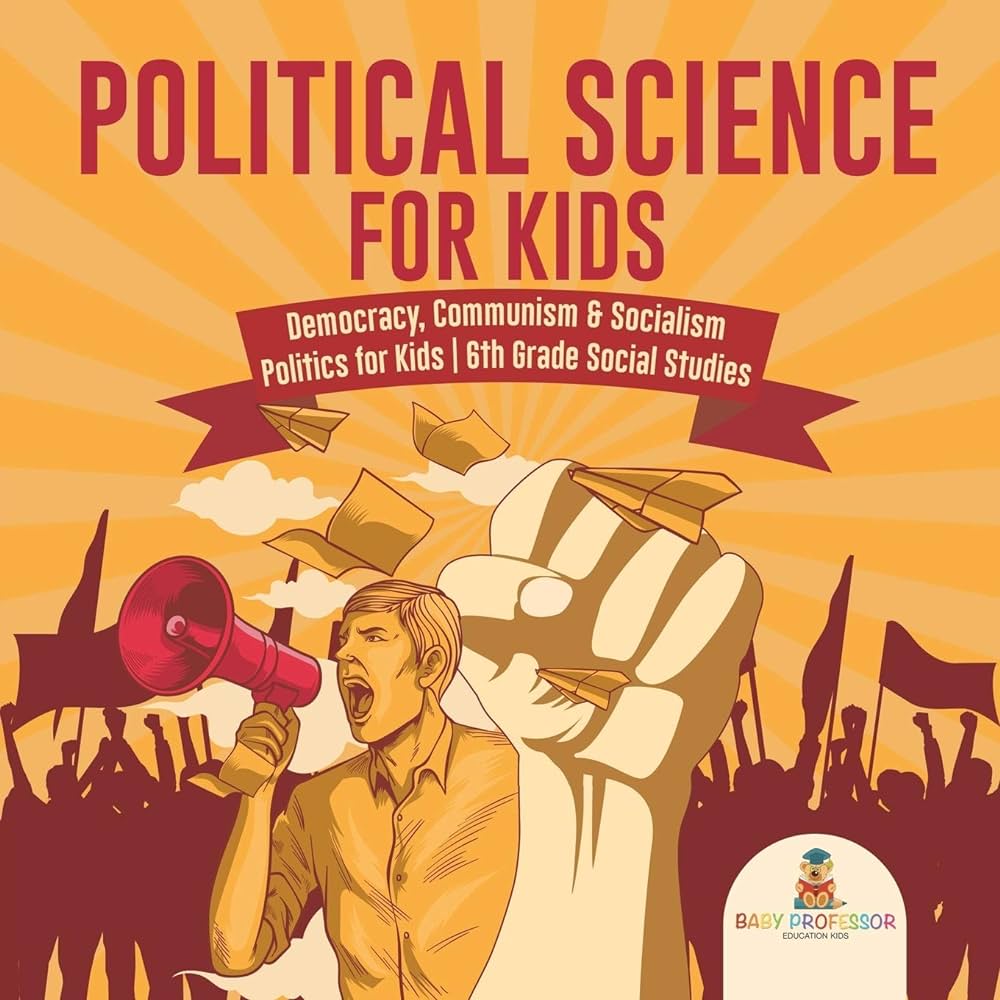 POLITICAL SCIENCE
FOR KIDS
Democracy, Communism & Socialism
Politics for Kids | 6th Grade Social Studies
BABY PROFESSOR
EDUCATION KIDS